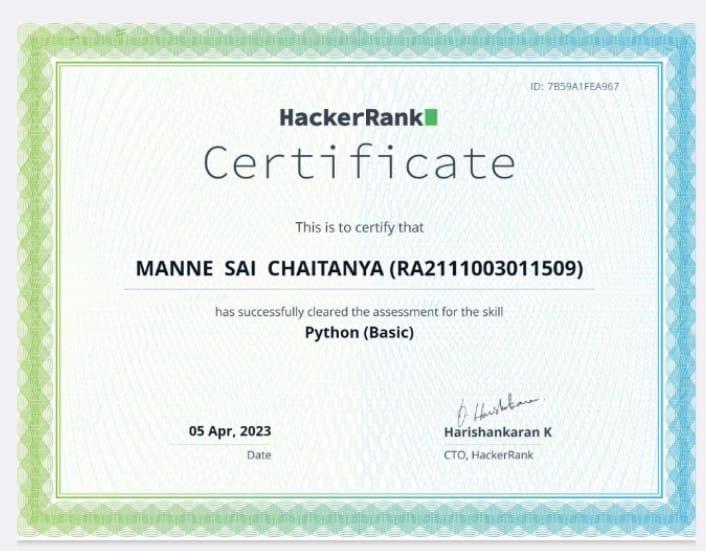 ID: 7B59A1FEA967
HackerRank
Certificate
This is to certify that
MANNE SAI CHAITANYA (RA2111003011509)
has successfully cleared the assessment for the skill
Python (Basic)
05 Apr, 2023
Date
Harishankaran K
CTO, HackerRank